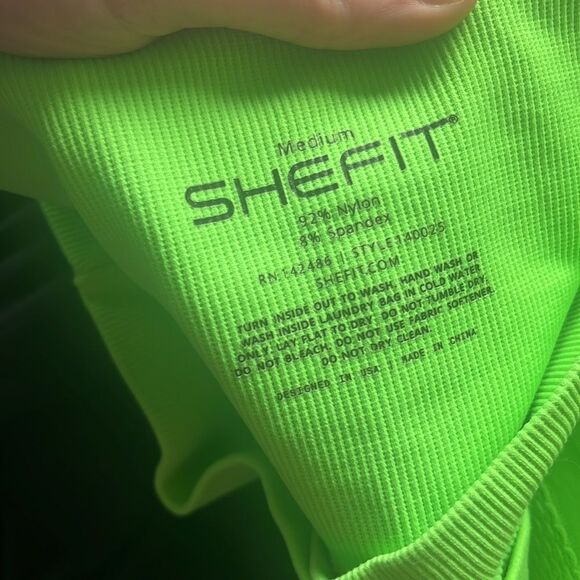 Medium
SHEFIT®
92% Nylon
8% Spandex
RN 142486 | STYLE 140025
SHEFIT.COM
TURN INSIDE OUT TO WASH, HAND WASH OR
WASH INSIDE LAUNDRY BAG IN COLD WATER
ONLY. LAY FLAT TO DRY. DO NOT TUMBLE DRY.
DO NOT BLEACH. DO NOT USE FABRIC SOFTENER.
DO NOT DRY CLEAN.
DESIGNED IN USA | MADE IN CHINA